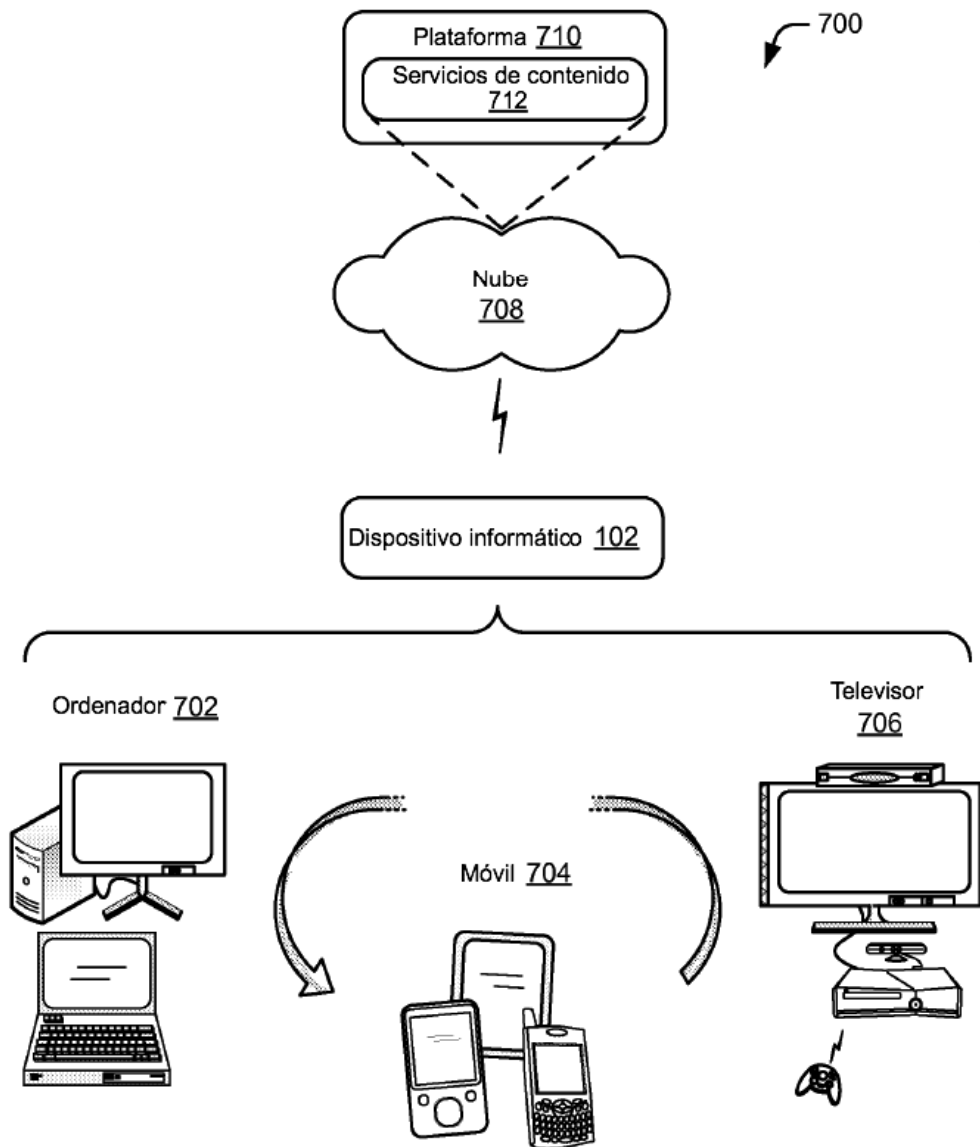 Plataforma 710
700
Servicios de contenido
712
Nube
708
Dispositivo informático 102
Ordenador 702
Televisor
706
Móvil 704